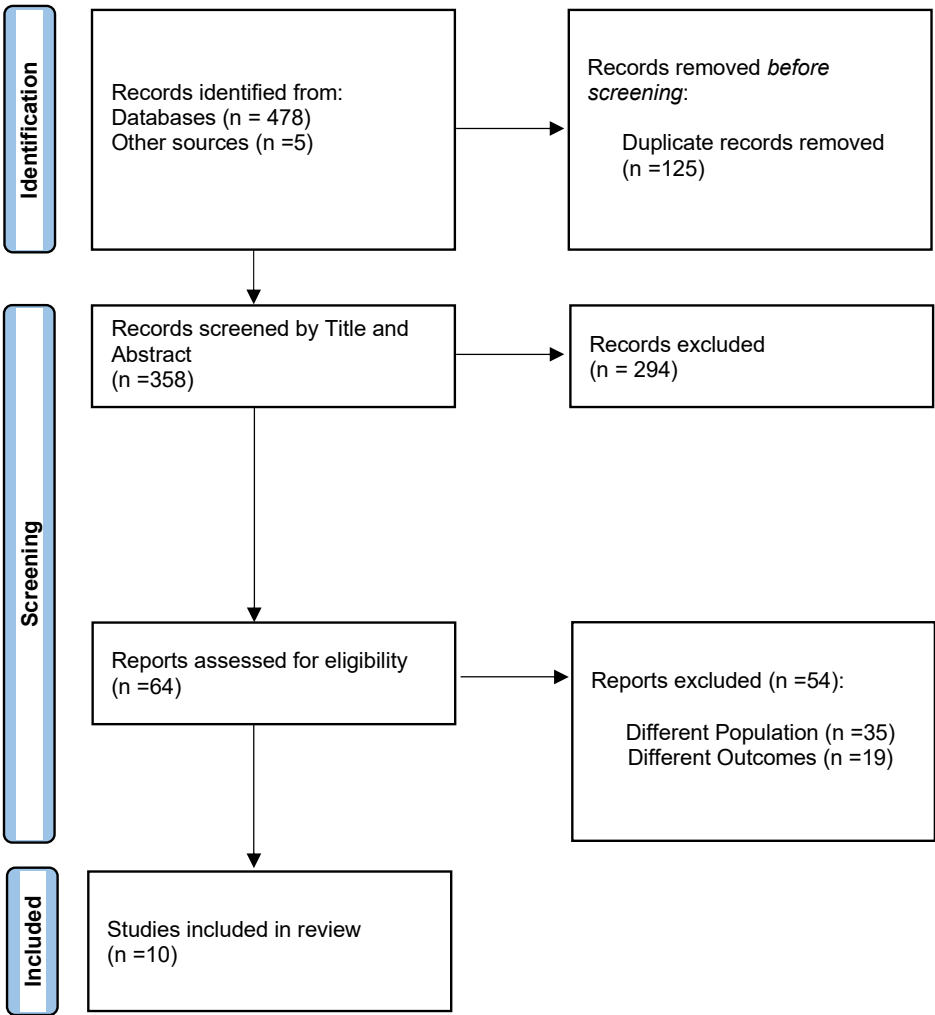 Identification
Records identified from:
Databases (n = 478)
Other sources (n =5)
Records removed before
screening:
Duplicate records removed
(n =125)
Screening
Records screened by Title and
Abstract
(n =358)
Records excluded
(n = 294)
Reports assessed for eligibility
(n =64)
Reports excluded (n =54):
Different Population (n =35)
Different Outcomes (n =19)
Included
Studies included in review
(n =10)